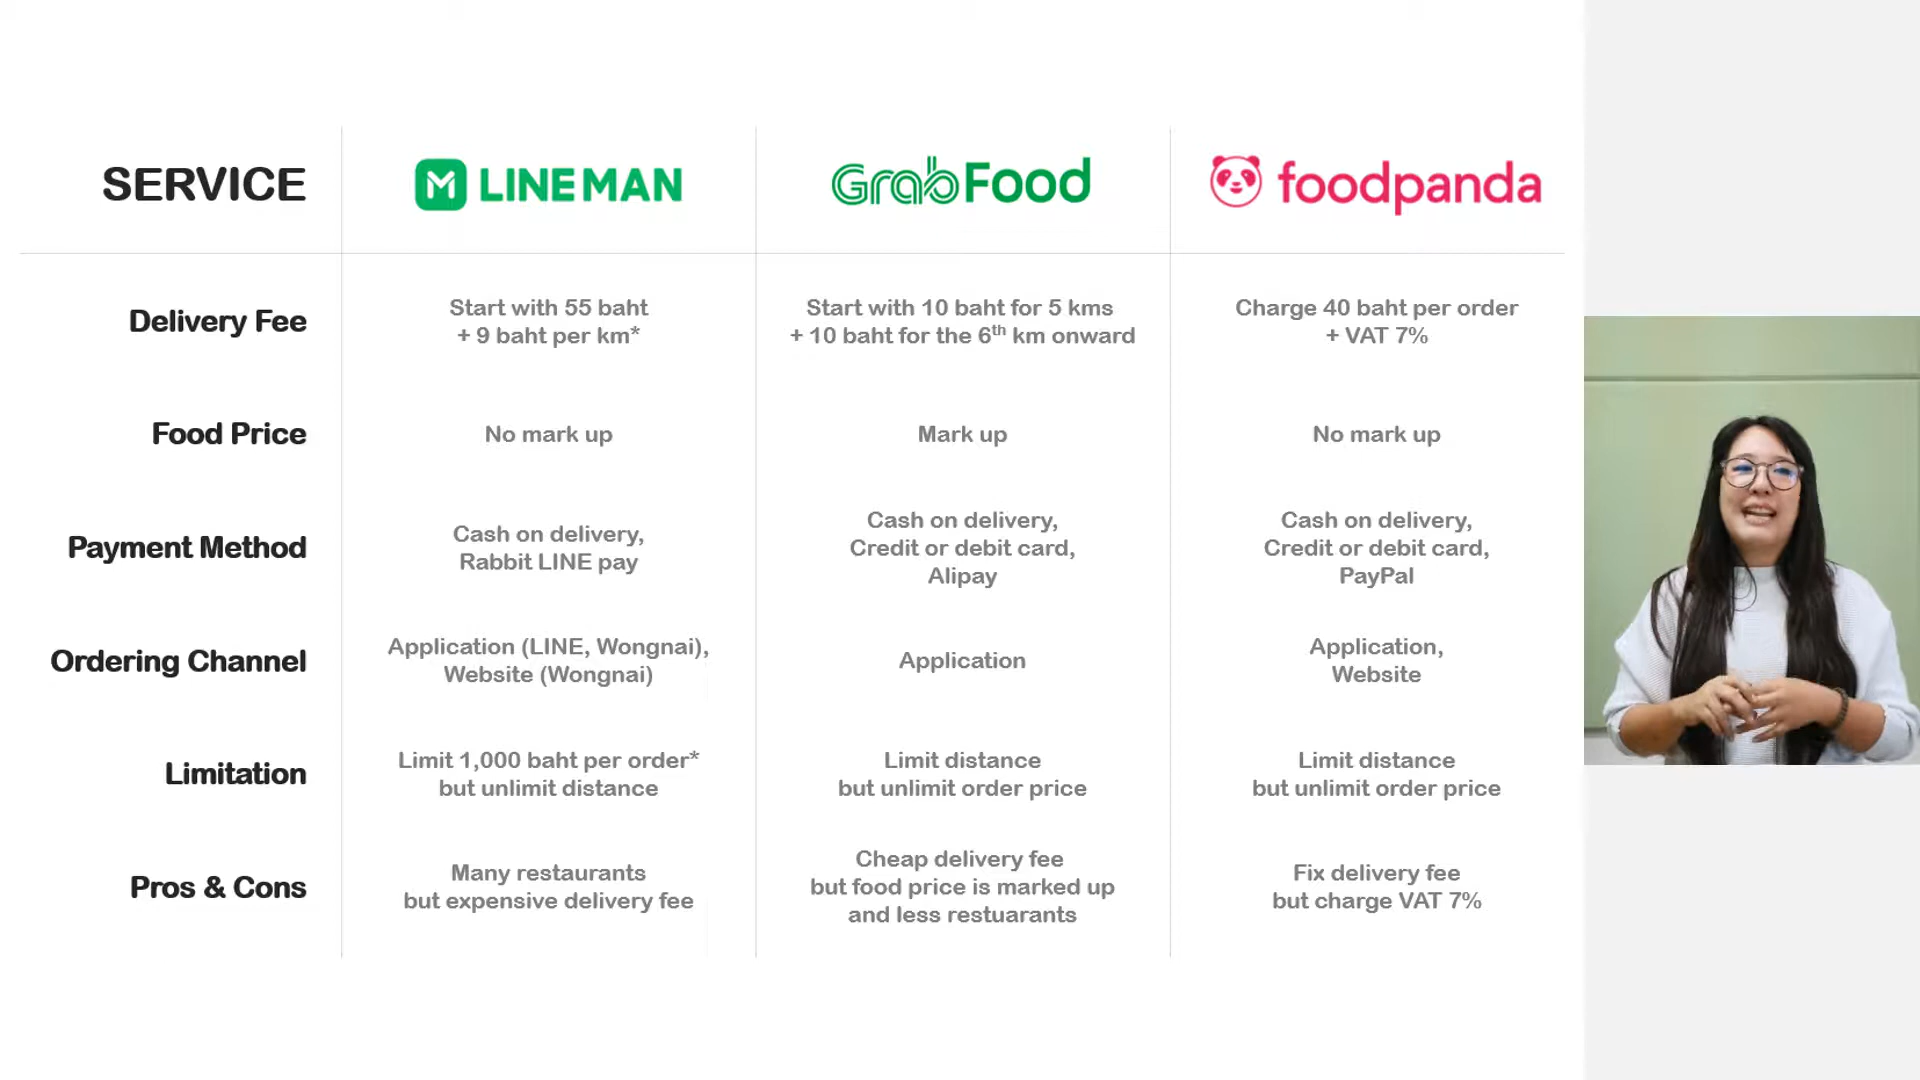 SERVICE
LINE MAN
GrabFood
foodpanda
Delivery Fee
Start with 55 baht
+ 9 baht per km*
Start with 10 baht for 5 kms
+ 10 baht for the 6th km onward
Charge 40 baht per order
+ VAT 7%
Food Price
No mark up
Mark up
No mark up
Payment Method
Cash on delivery,
Rabbit LINE pay
Cash on delivery,
Credit or debit card,
Alipay
Cash on delivery,
Credit or debit card,
PayPal
Ordering Channel
Application (LINE, Wongnai),
Website (Wongnai)
Application
Application,
Website
Limitation
Limit 1,000 baht per order*
but unlimit distance
Limit distance
but unlimit order price
Limit distance
but unlimit order price
Pros & Cons
Many restaurants
but expensive delivery fee
Cheap delivery fee
but food price is marked up
and less restuarants
Fix delivery fee
but charge VAT 7%